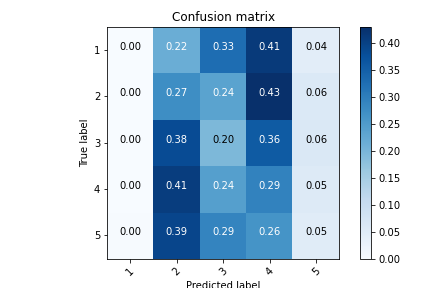 Confusion matrix
1 0.00 0.22 0.33 0.41 0.04
2 0.00 0.27 0.24 0.43 0.06
3 0.00 0.38 0.20 0.36 0.06
4 0.00 0.41 0.24 0.29 0.05
5 0.00 0.39 0.29 0.26 0.05
1 2 3 4 5
True label
Predicted label
0.40
0.35
0.30
0.25
0.20
0.15
0.10
0.05
0.00